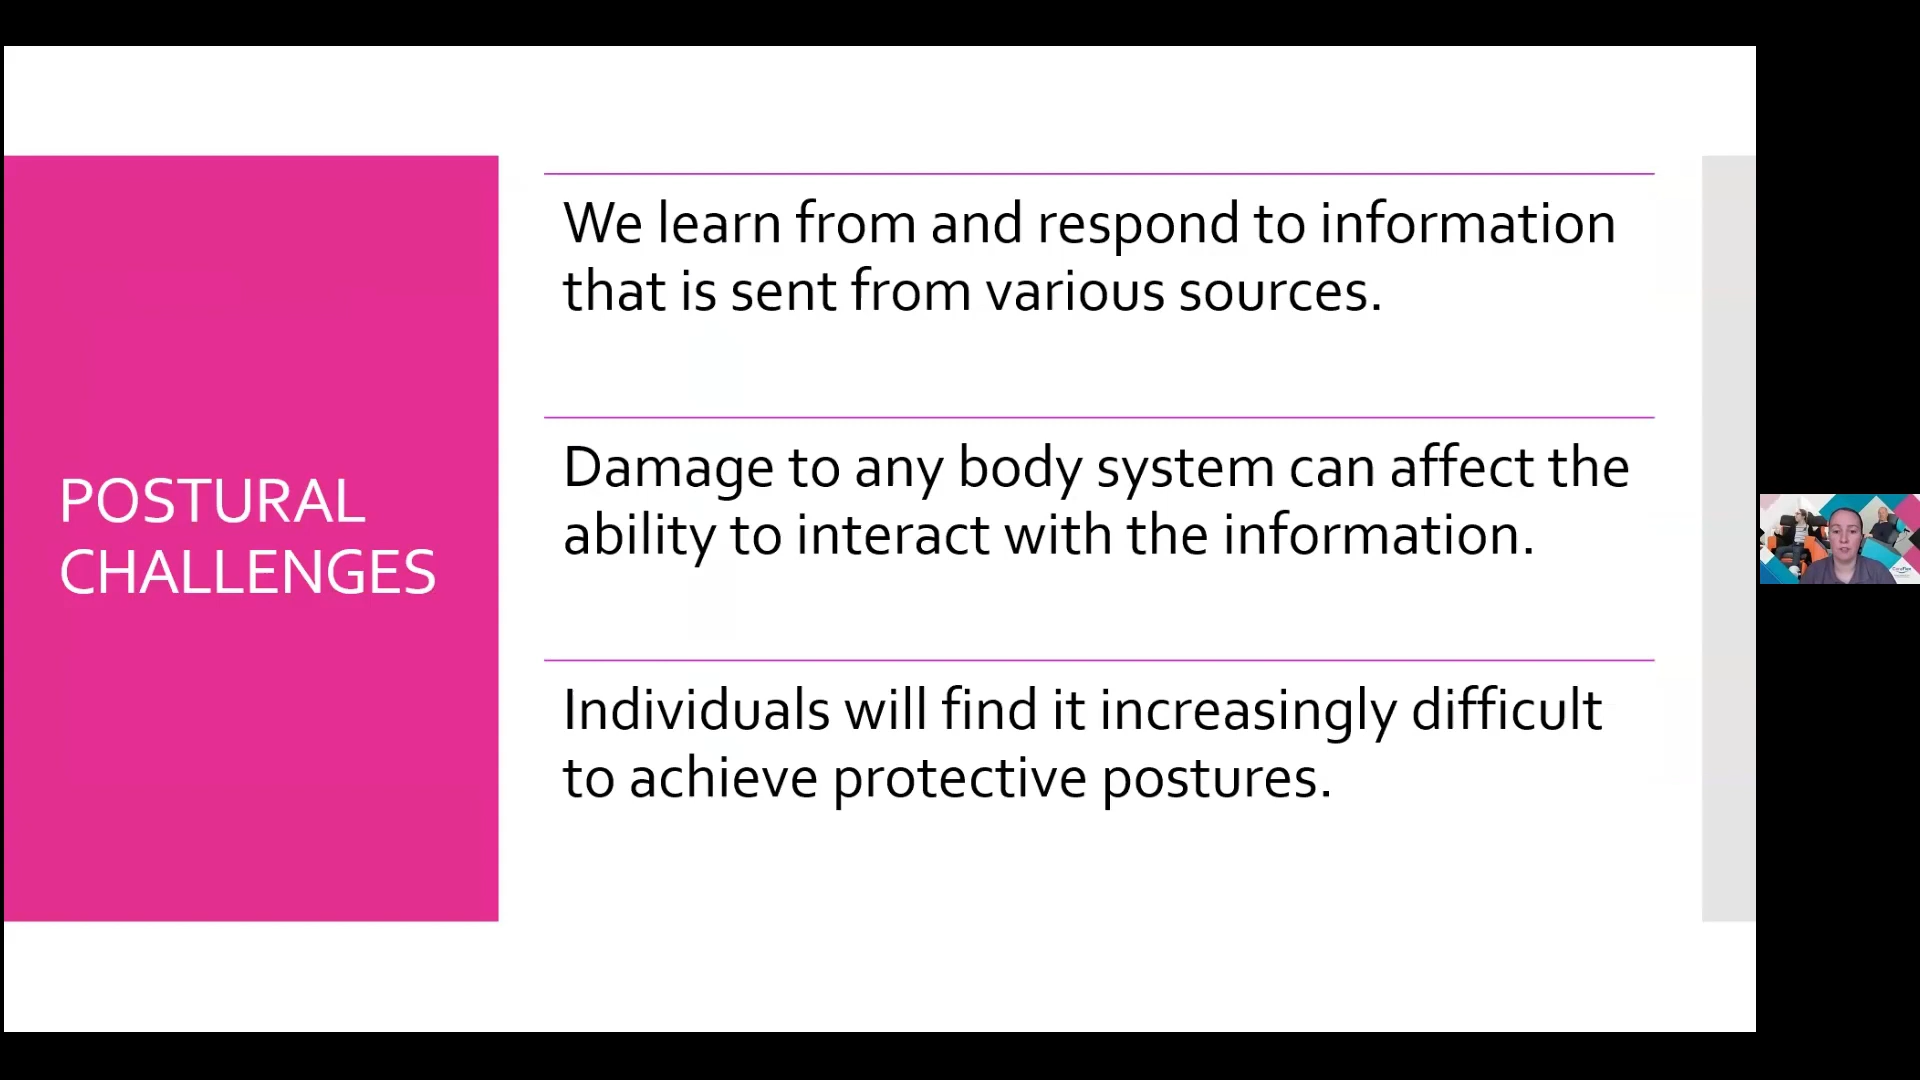 POSTURAL
CHALLENGES
We learn from and respond to information
that is sent from various sources.
Damage to any body system can affect the
ability to interact with the information.
Individuals will find it increasingly difficult
to achieve protective postures.